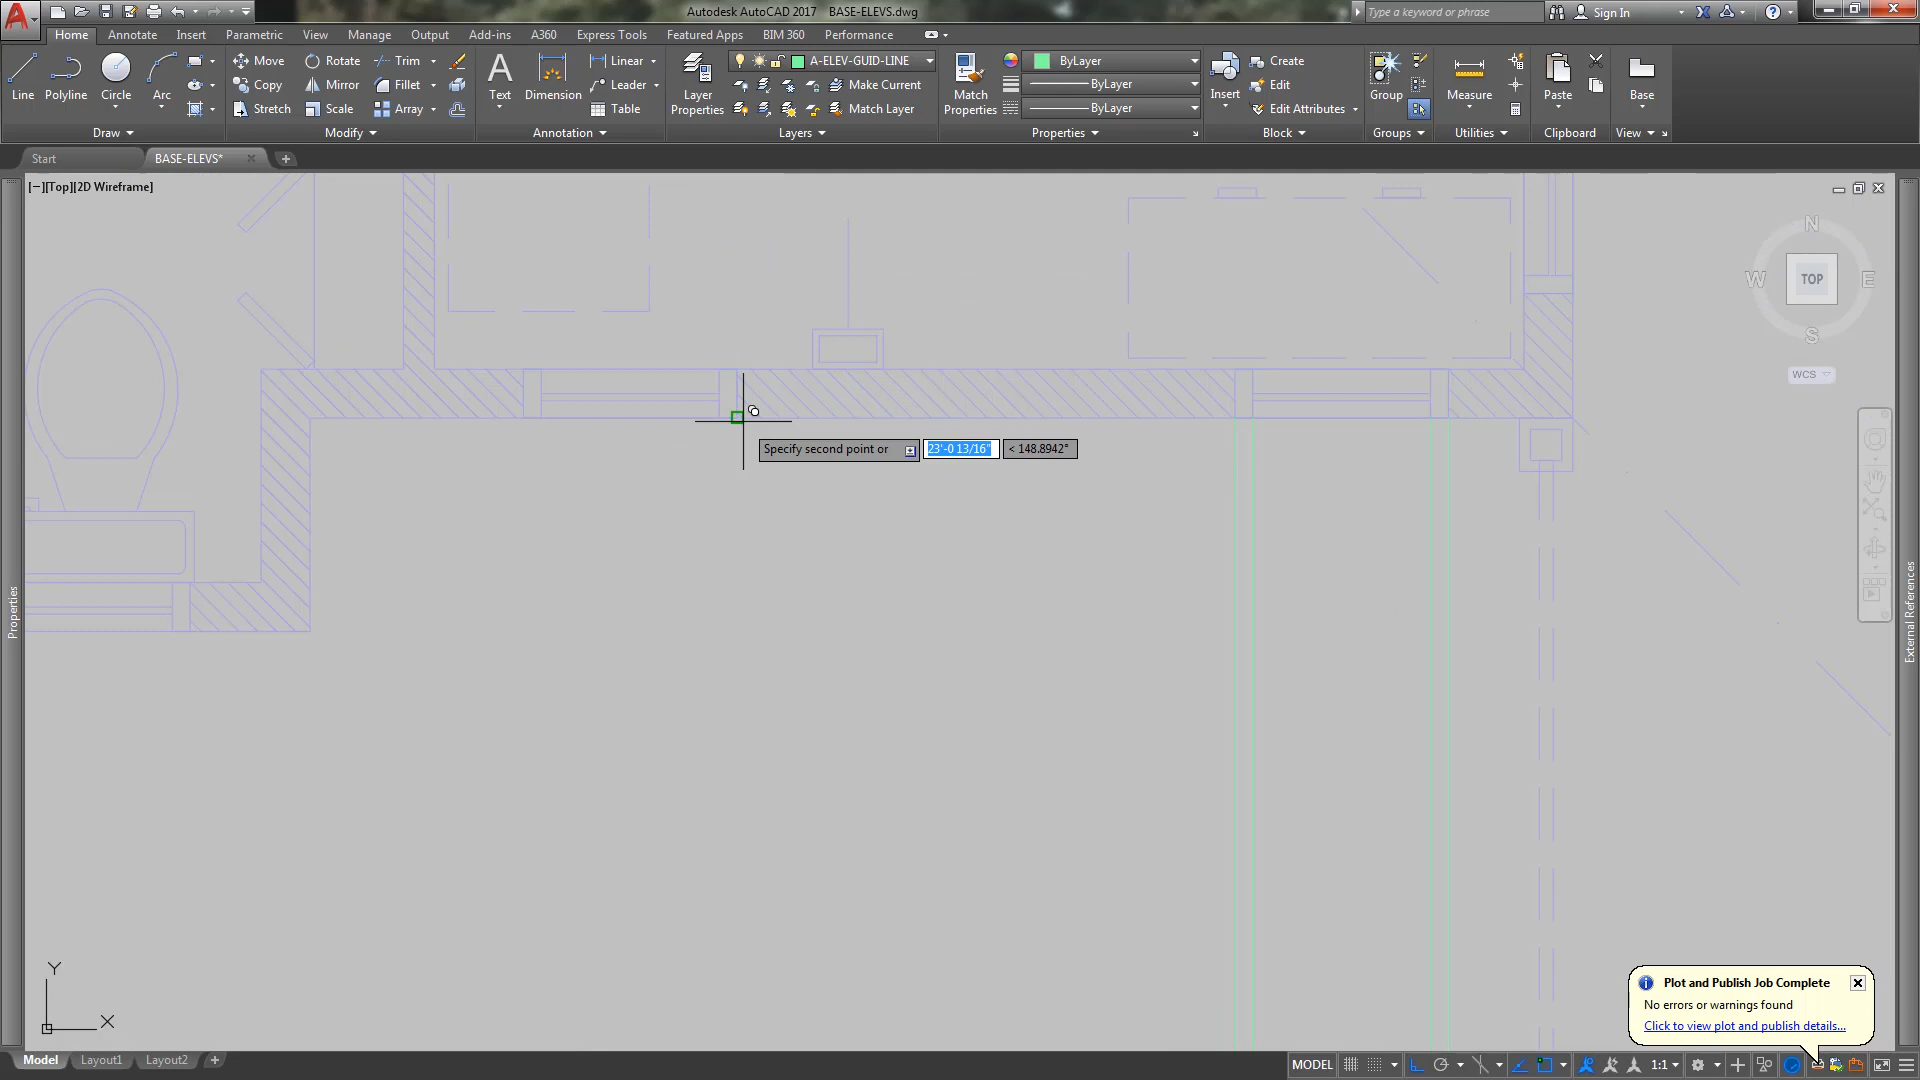 Autodesk AutoCAD 2017 BASE-ELEVS.dwg
Type a keyword or phrase
Sign In
Home Annotate Insert Parametric View Manage Output Add-ins A360 Express Tools Featured Apps BIM 360 Performance
Line
Polyline
Circle
Arc
Draw
Move
Rotate
Trim
Copy
Mirror
Fillet
Stretch
Scale
Array
Modify
Text
Dimension
Linear
Leader
Table
Annotation
Layer
Properties
A-ELEV-GUID-LINE
Make Current
Match Layer
Layers
Match
Properties
ByLayer
ByLayer
ByLayer
Properties
Insert
Create
Edit
Edit Attributes
Block
Group
Groups
Measure
Utilities
Paste
Clipboard
Base
View
Start
BASE-ELEVS*
[−][Top][2D Wireframe]
N
W
TOP
E
S
WCS
Specify second point or
23'-0 13/16"
< 148.8942°
Properties
External References
Y
X
Plot and Publish Job Complete
No errors or warnings found
Click to view plot and publish details...
Model
Layout1
Layout2
MODEL
1:1